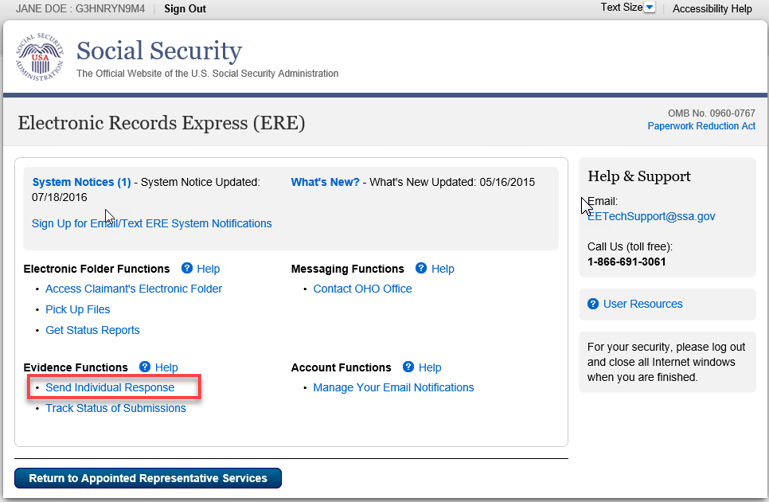 JANE DOE : G3HNRYN9M4 | Sign Out
Text Size | Accessibility Help
SOCIAL SECURITY ADMINISTRATION
USA
Social Security
The Official Website of the U.S. Social Security Administration
Electronic Records Express (ERE)
OMB No. 0960-0767
Paperwork Reduction Act
System Notices (1) - System Notice Updated:
07/18/2016
Sign Up for Email/Text ERE System Notifications
What's New? - What's New Updated: 05/16/2015
Electronic Folder Functions ? Help
• Access Claimant's Electronic Folder
• Pick Up Files
• Get Status Reports
Messaging Functions ? Help
• Contact OHO Office
Evidence Functions ? Help
• Send Individual Response
• Track Status of Submissions
Account Functions ? Help
• Manage Your Email Notifications
Return to Appointed Representative Services
Help & Support
Email:
EETechSupport@ssa.gov
Call Us (toll free):
1-866-691-3061
? User Resources
For your security, please log out
and close all Internet windows
when you are finished.